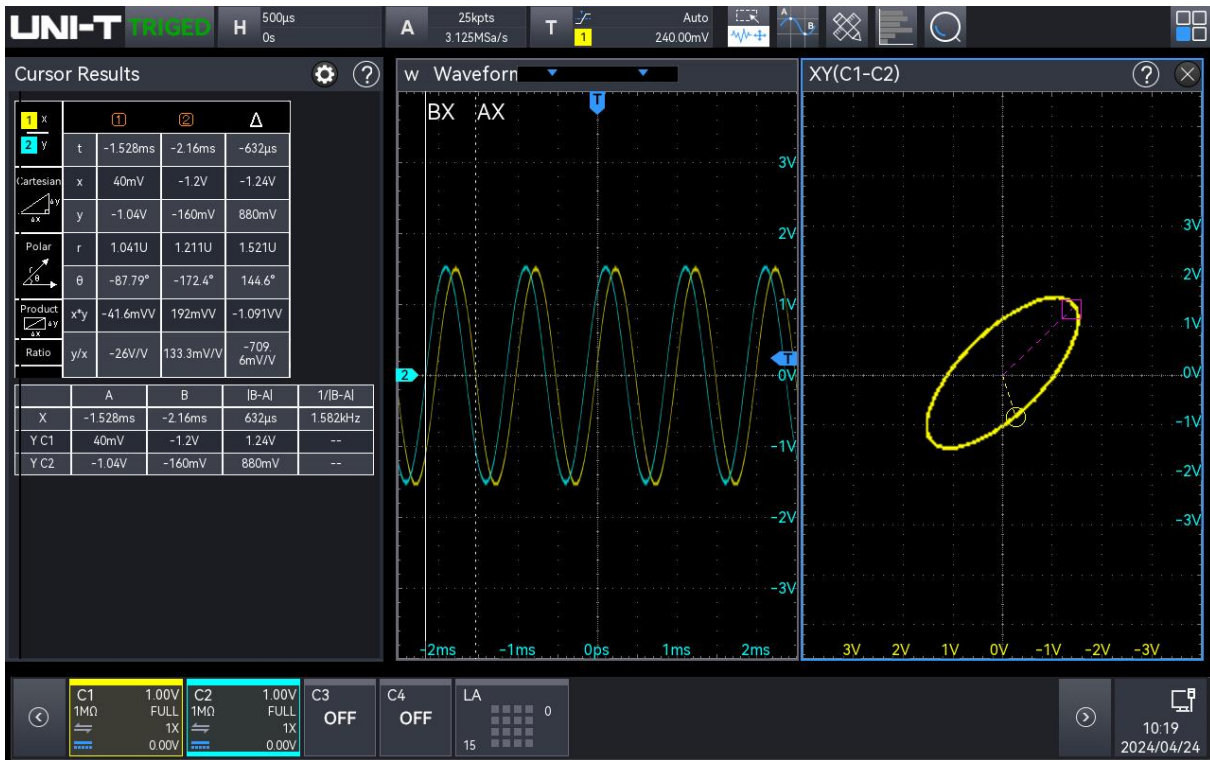 UNI-T TRIGED H 500μs 0s A 25kpts 3.125MSa/s T 1 Auto 240.00mV A B
Cursor Results ?
1 x
2 y
① ② Δ
t -1.528ms -2.16ms -632μs
Cartesian x 40mV -1.2V -1.24V
Δy
Δx
y -1.04V -160mV 880mV
Polar r 1.041U 1.211U 1.521U
θ θ -87.79° -172.4° 144.6°
Product x*y -41.6mVV 192mVV -1.091VV
Δy
Δx
Ratio y/x -26V/V 133.3mV/V -709.
6mV/V
A B |B-A| 1/|B-A|
X -1.528ms -2.16ms 632μs 1.582kHz
Y C1 40mV -1.2V 1.24V --
Y C2 -1.04V -160mV 880mV --
w Waveform
T
BX AX
3V
2V
1V
T
2 0V
-1V
-2V
-3V
-2ms -1ms 0ps 1ms 2ms
XY(C1-C2) ?
3V
2V
1V
0V
-1V
-2V
-3V
3V 2V 1V 0V -1V -2V -3V
C1 1.00V
1MΩ FULL
1X
0.00V
C2 1.00V
1MΩ FULL
1X
0.00V
C3
OFF
C4
OFF
LA
0
15
10:19
2024/04/24